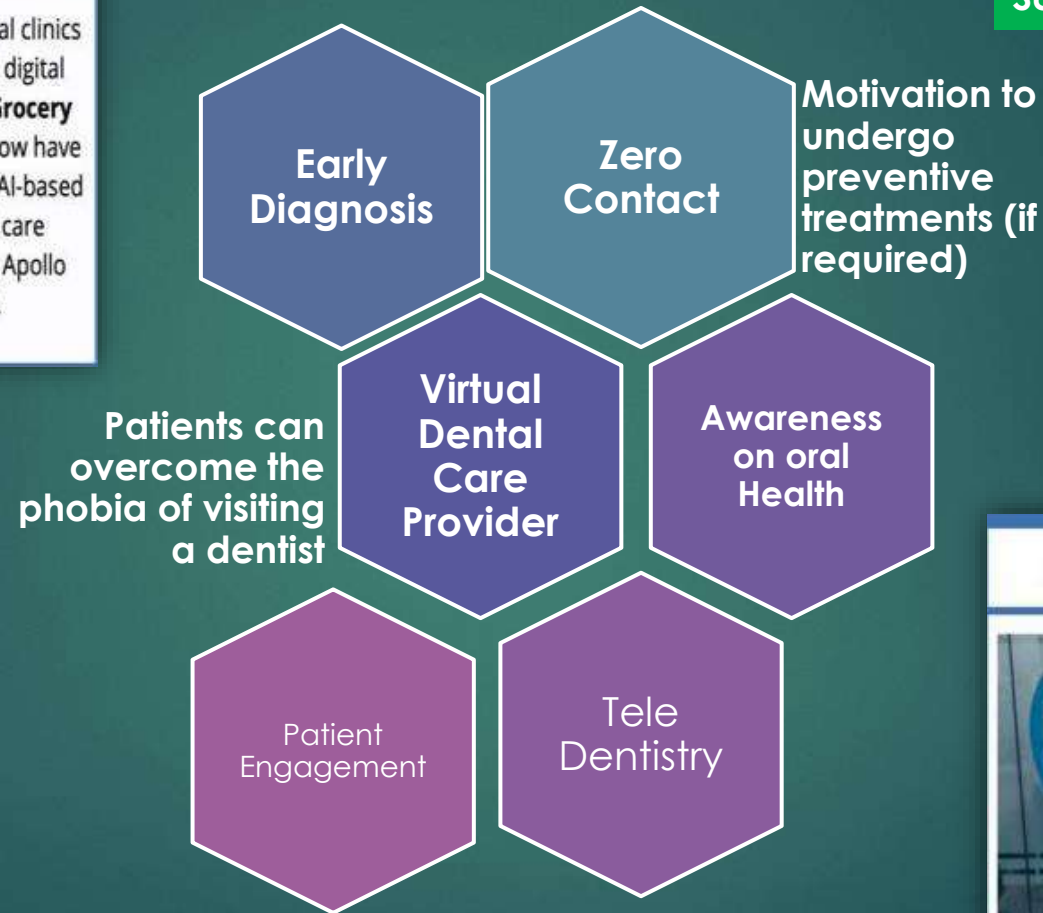 al clinics
digital
Grocery
ow have
AI-based
care
Apollo
Early
Diagnosis
Zero
Contact
Motivation to
undergo
preventive
treatments (if
required)
Patients can
overcome the
phobia of visiting
a dentist
Virtual
Dental
Care
Provider
Awareness
on oral
Health
Patient
Engagement
Tele
Dentistry